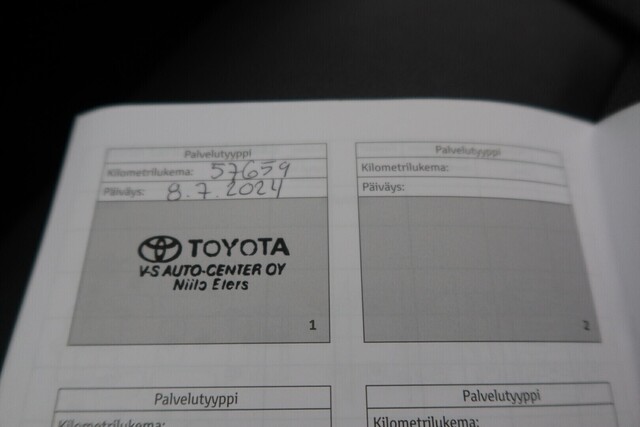 Palvelutyyppi
Kilometrilukema: 57659
Päiväys: 8.7.2024
TOYOTA
V-S AUTO-CENTER OY
Niilo Elers
1
Palvelutyyppi
Kilometrilukema:
Päiväys:
2
Palvelutyyppi
Kilometrilukema:
Palvelutyyppi
Kilometrilukema: